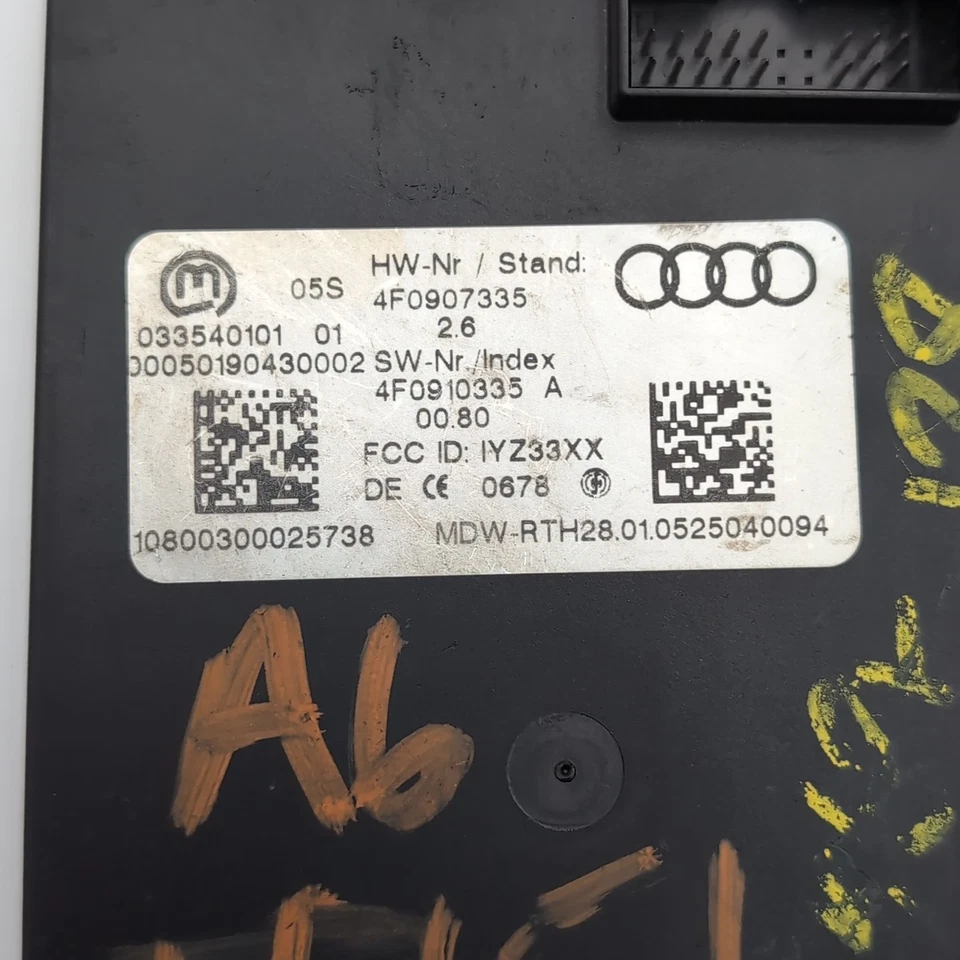 M 05S HW-Nr / Stand:
4F0907335
033540101 01 2.6
00050190430002 SW-Nr./Index
4F0910335 A
00.80
FCC ID: IYZ33XX
DE CE 0678
10800300025738 MDW-RTH28.01.0525040094
A6